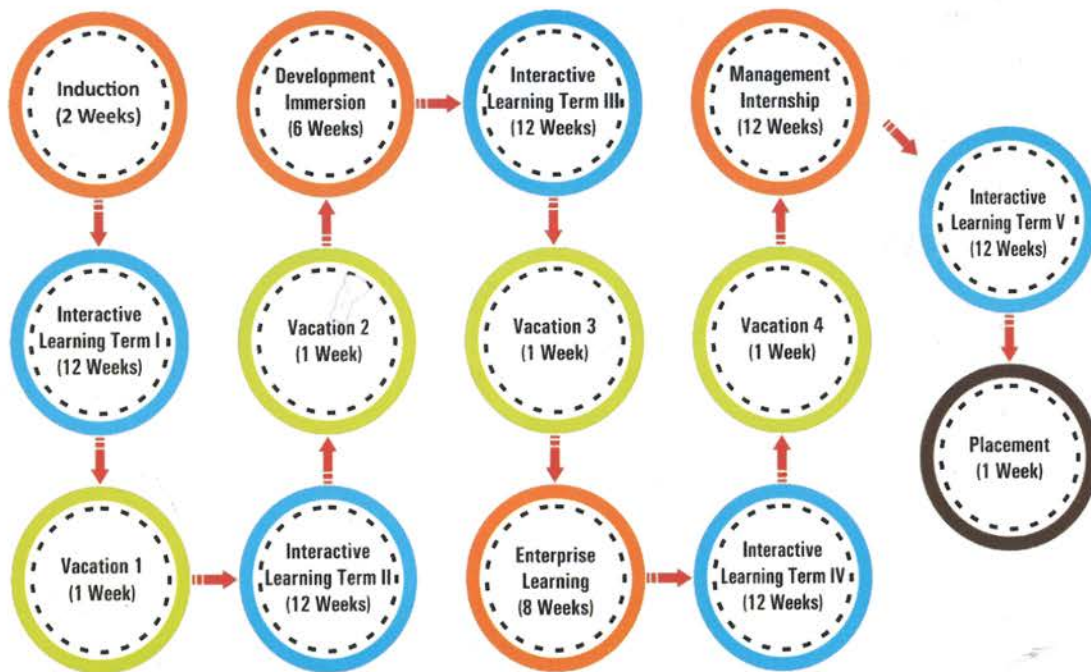 Induction
(2 Weeks)
Interactive
Learning Term I
(12 Weeks)
Vacation 1
(1 Week)
Interactive
Learning Term II
(12 Weeks)
Vacation 2
(1 Week)
Development
Immersion
(6 Weeks)
Interactive
Learning Term III
(12 Weeks)
Vacation 3
(1 Week)
Enterprise
Learning
(8 Weeks)
Interactive
Learning Term IV
(12 Weeks)
Vacation 4
(1 Week)
Management
Internship
(12 Weeks)
Interactive
Learning Term V
(12 Weeks)
Placement
(1 Week)